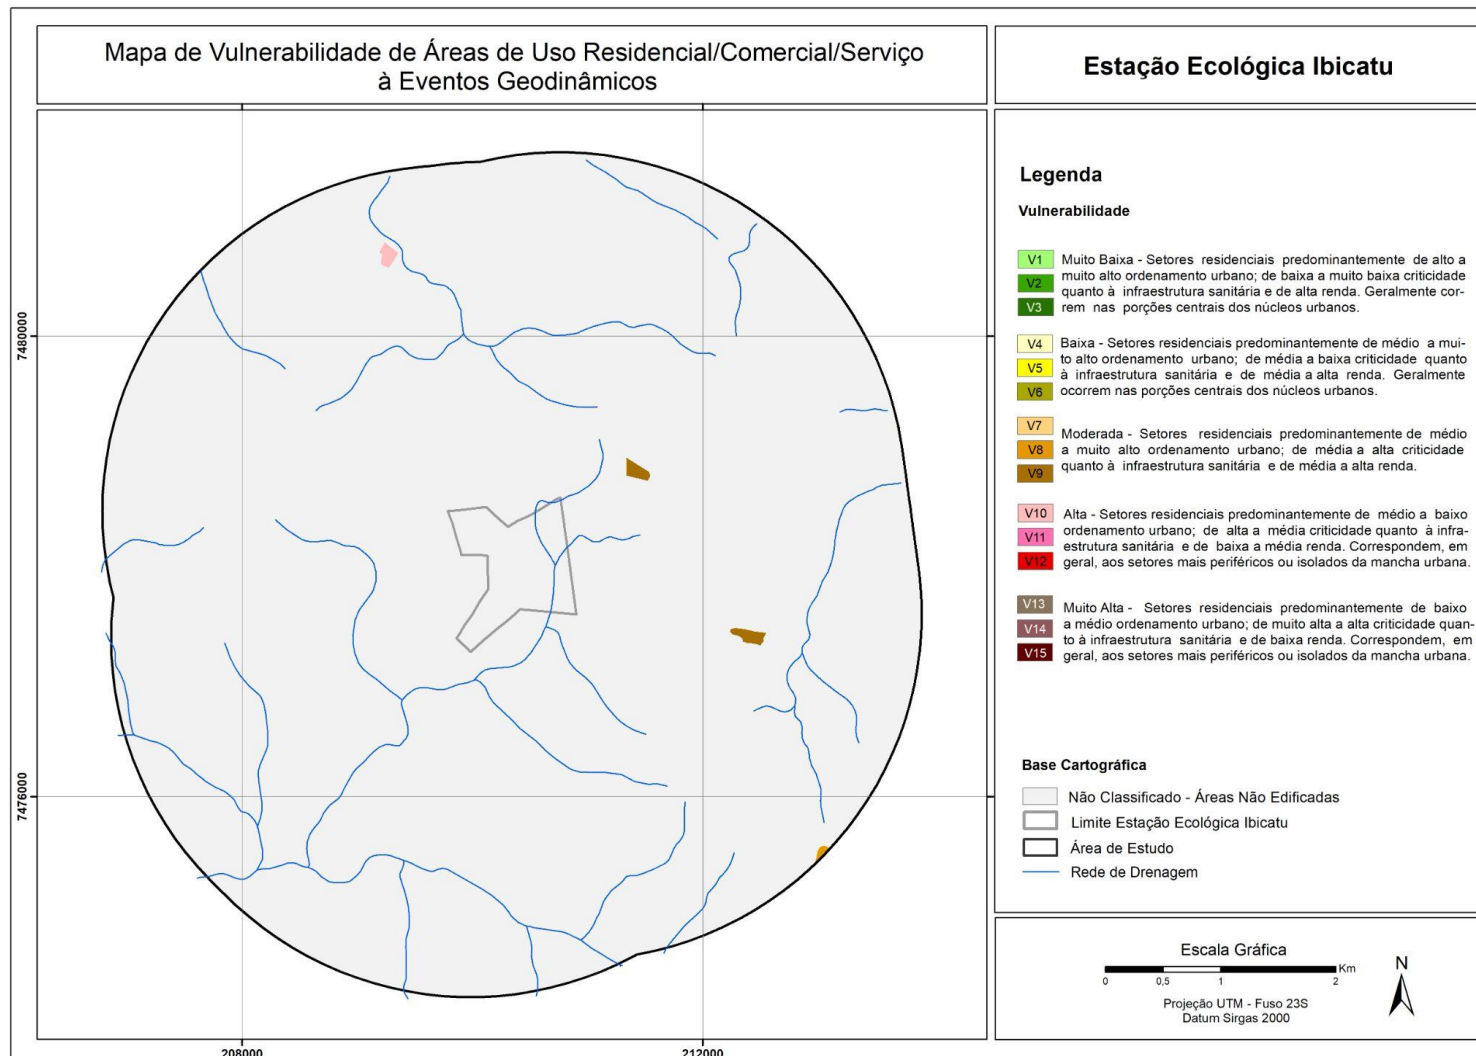 Mapa de Vulnerabilidade de Áreas de Uso Residencial/Comercial/Serviço
à Eventos Geodinâmicos
Estação Ecológica Ibicatu
7480000
7476000
208000
212000
Legenda
Vulnerabilidade
V1
V2
V3
Muito Baixa - Setores residenciais predominantemente de alto a
muito alto ordenamento urbano; de baixa a muito baixa criticidade
quanto à infraestrutura sanitária e de alta renda. Geralmente cor-
rem nas porções centrais dos núcleos urbanos.
V4
V5
V6
Baixa - Setores residenciais predominantemente de médio a mui-
to alto ordenamento urbano; de média a baixa criticidade quanto
à infraestrutura sanitária e de média a alta renda. Geralmente
ocorrem nas porções centrais dos núcleos urbanos.
V7
V8
V9
Moderada - Setores residenciais predominantemente de médio
a muito alto ordenamento urbano; de média a alta criticidade
quanto à infraestrutura sanitária e de média a alta renda.
V10
V11
V12
Alta - Setores residenciais predominantemente de médio a baixo
ordenamento urbano; de alta a média criticidade quanto à infra-
estrutura sanitária e de baixa a média renda. Correspondem, em
geral, aos setores mais periféricos ou isolados da mancha urbana.
V13
V14
V15
Muito Alta - Setores residenciais predominantemente de baixo
a médio ordenamento urbano; de muito alta a alta criticidade quan-
to à infraestrutura sanitária e de baixa renda. Correspondem, em
geral, aos setores mais periféricos ou isolados da mancha urbana.
Base Cartográfica
Não Classificado - Áreas Não Edificadas
Limite Estação Ecológica Ibicatu
Área de Estudo
Rede de Drenagem
Escala Gráfica
Km
0 0,5 1 2
Projeção UTM - Fuso 23S
Datum Sirgas 2000
N